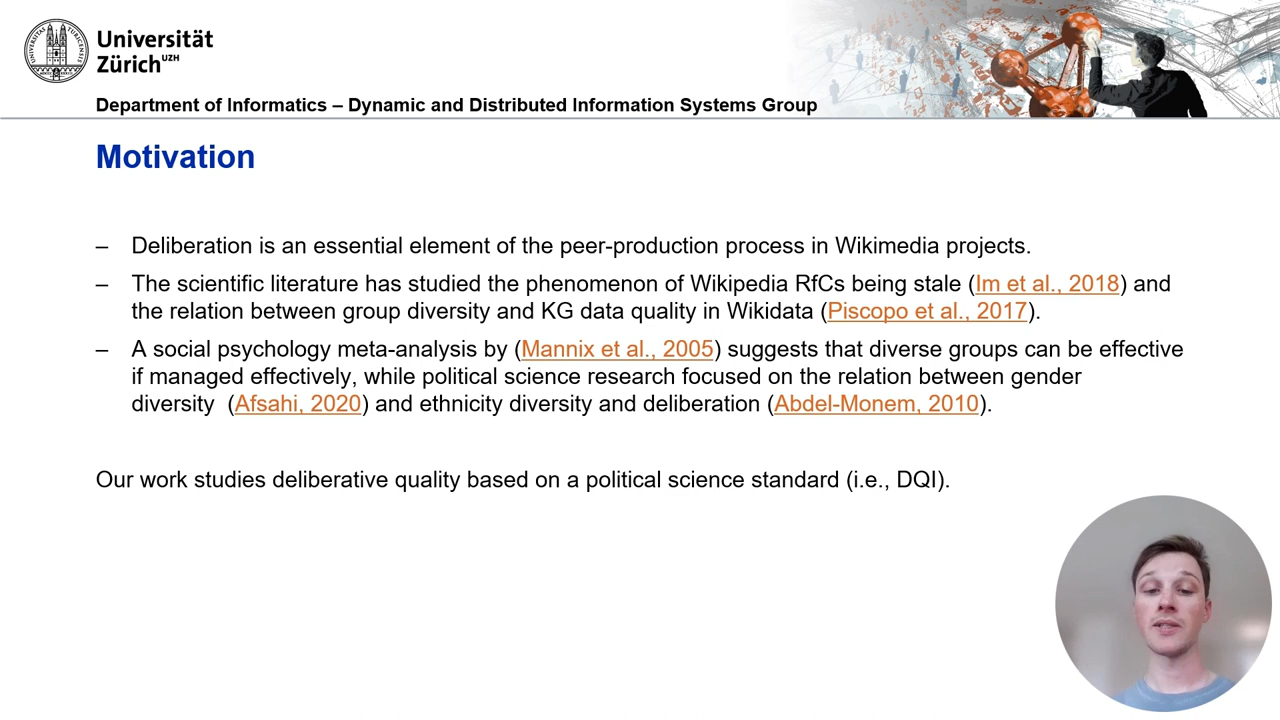 Universität
Zürich UZH
Department of Informatics – Dynamic and Distributed Information Systems Group
Motivation
– Deliberation is an essential element of the peer-production process in Wikimedia projects.
– The scientific literature has studied the phenomenon of Wikipedia RfCs being stale (Im et al., 2018) and
the relation between group diversity and KG data quality in Wikidata (Piscopo et al., 2017).
– A social psychology meta-analysis by (Mannix et al., 2005) suggests that diverse groups can be effective
if managed effectively, while political science research focused on the relation between gender
diversity  (Afsahi, 2020) and ethnicity diversity and deliberation (Abdel-Monem, 2010).
Our work studies deliberative quality based on a political science standard (i.e., DQI).